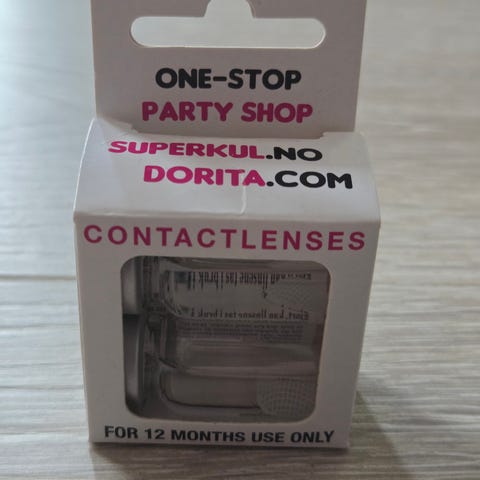 ONE-STOP
PARTY SHOP
SUPERKUL.NO
DORITA.COM
CONTACTLENSES
FOR 12 MONTHS USE ONLY